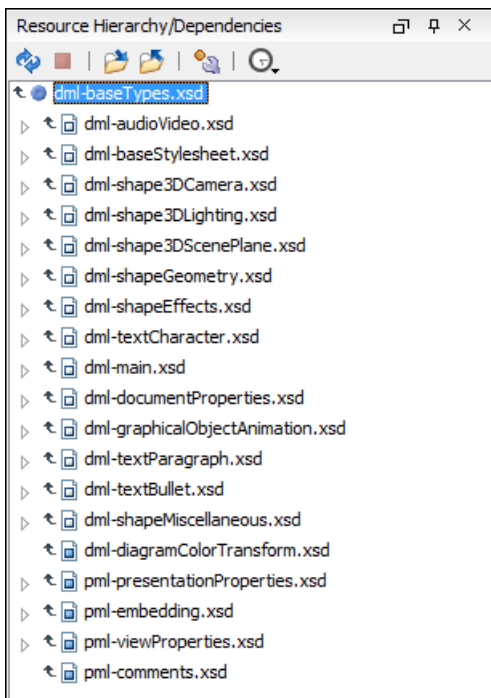 Resource Hierarchy/Dependencies
dml-baseTypes.xsd
dml-audioVideo.xsd
dml-baseStylesheet.xsd
dml-shape3DCamera.xsd
dml-shape3DLighting.xsd
dml-shape3DScenePlane.xsd
dml-shapeGeometry.xsd
dml-shapeEffects.xsd
dml-textCharacter.xsd
dml-main.xsd
dml-documentProperties.xsd
dml-graphicalObjectAnimation.xsd
dml-textParagraph.xsd
dml-textBullet.xsd
dml-shapeMiscellaneous.xsd
dml-diagramColorTransform.xsd
pml-presentationProperties.xsd
pml-embedding.xsd
pml-viewProperties.xsd
pml-comments.xsd